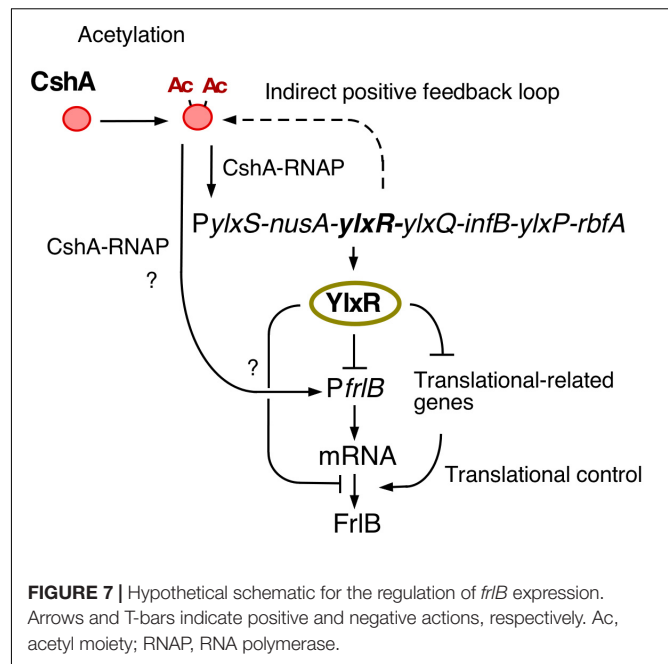 Acetylation
CshA
Ac Ac
Indirect positive feedback loop
CshA-RNAP
PylxS-nusA-ylxR-ylxQ-infB-ylxP-rbfA
CshA-RNAP
?
YlxR
?
PfrlB
Translational-related
genes
mRNA
Translational control
FrlB
FIGURE 7 | Hypothetical schematic for the regulation of frlB expression.
Arrows and T-bars indicate positive and negative actions, respectively. Ac,
acetyl moiety; RNAP, RNA polymerase.